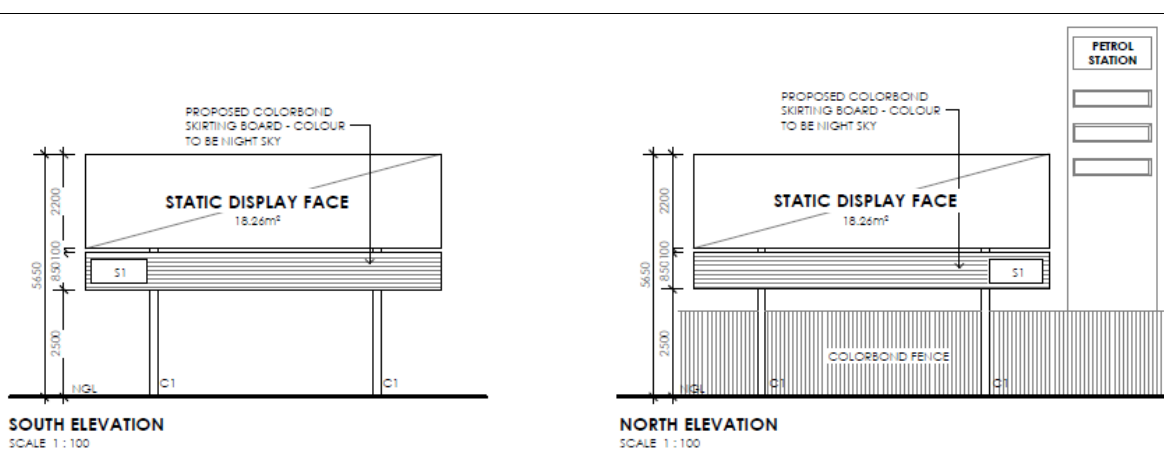 PROPOSED COLORBOND
SKIRTING BOARD - COLOUR
TO BE NIGHT SKY
STATIC DISPLAY FACE
18.26m²
S1
5650
2200
100
850
2500
NGL
C1
C1
SOUTH ELEVATION
SCALE 1 : 100
PETROL
STATION
PROPOSED COLORBOND
SKIRTING BOARD - COLOUR
TO BE NIGHT SKY
STATIC DISPLAY FACE
18.26m²
S1
5650
2200
100
850
2500
COLORBOND FENCE
NGL
C1
C1
NORTH ELEVATION
SCALE 1 : 100